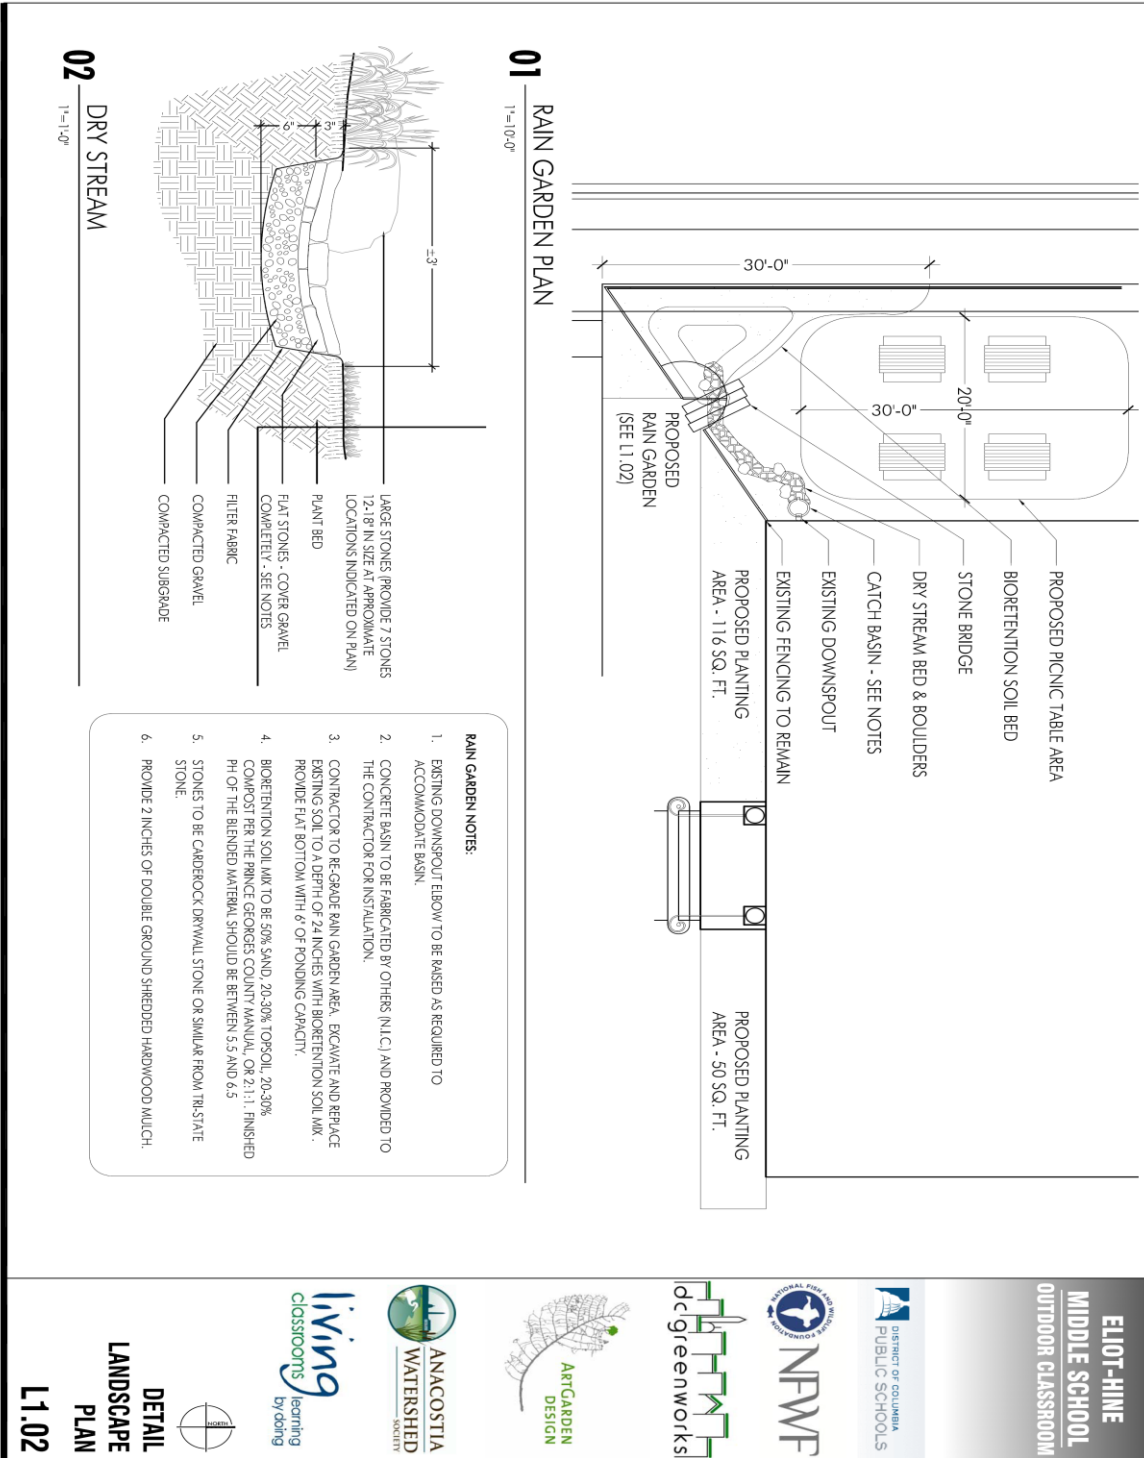 30'-0"
20'-0"
30'-0"
PROPOSED PICNIC TABLE AREA
BIORETENTION SOIL BED
STONE BRIDGE
DRY STREAM BED & BOULDERS
CATCH BASIN - SEE NOTES
EXISTING DOWNSPOUT
EXISTING FENCING TO REMAIN
PROPOSED
RAIN GARDEN
(SEE L1.02)
PROPOSED PLANTING
AREA - 116 SQ. FT.
PROPOSED PLANTING
AREA - 50 SQ. FT.
01
RAIN GARDEN PLAN
1"=10'-0"
±3'
3"
6"
LARGE STONES (PROVIDE 7 STONES
12-18" IN SIZE AT APPROXIMATE
LOCATIONS INDICATED ON PLAN)
PLANT BED
FLAT STONES - COVER GRAVEL
COMPLETELY - SEE NOTES
FILTER FABRIC
COMPACTED GRAVEL
COMPACTED SUBGRADE
02
DRY STREAM
1"=1'-0"
RAIN GARDEN NOTES:
1. EXISTING DOWNSPOUT ELBOW TO BE RAISED AS REQUIRED TO
ACCOMMODATE BASIN.
2. CONCRETE BASIN TO BE FABRICATED BY OTHERS (N.I.C.) AND PROVIDED TO
THE CONTRACTOR FOR INSTALLATION.
3. CONTRACTOR TO RE-GRADE RAIN GARDEN AREA. EXCAVATE AND REPLACE
EXISTING SOIL TO A DEPTH OF 24 INCHES WITH BIORETENTION SOIL MIX.
PROVIDE FLAT BOTTOM WITH 6" OF PONDING CAPACITY.
4. BIORETENTION SOIL MIX TO BE 50% SAND, 20-30% TOPSOIL, 20-30%
COMPOST PER THE PRINCE GEORGES COUNTY MANUAL, OR 2:1:1. FINISHED
PH OF THE BLENDED MATERIAL SHOULD BE BETWEEN 5.5 AND 6.5
5. STONES TO BE CARDEROCK DRYWALL STONE OR SIMILAR FROM TRI-STATE
STONE.
6. PROVIDE 2 INCHES OF DOUBLE GROUND SHREDDED HARDWOOD MULCH.
ELIOT-HINE
MIDDLE SCHOOL
OUTDOOR CLASSROOM
DISTRICT OF COLUMBIA
PUBLIC SCHOOLS
NATIONAL FISH AND WILDLIFE FOUNDATION
NFWF
dc greenworks
ARTGARDEN
DESIGN
ANACOSTIA
WATERSHED
SOCIETY
living
classrooms
learning
by doing
NORTH
DETAIL
LANDSCAPE
PLAN
L1.02